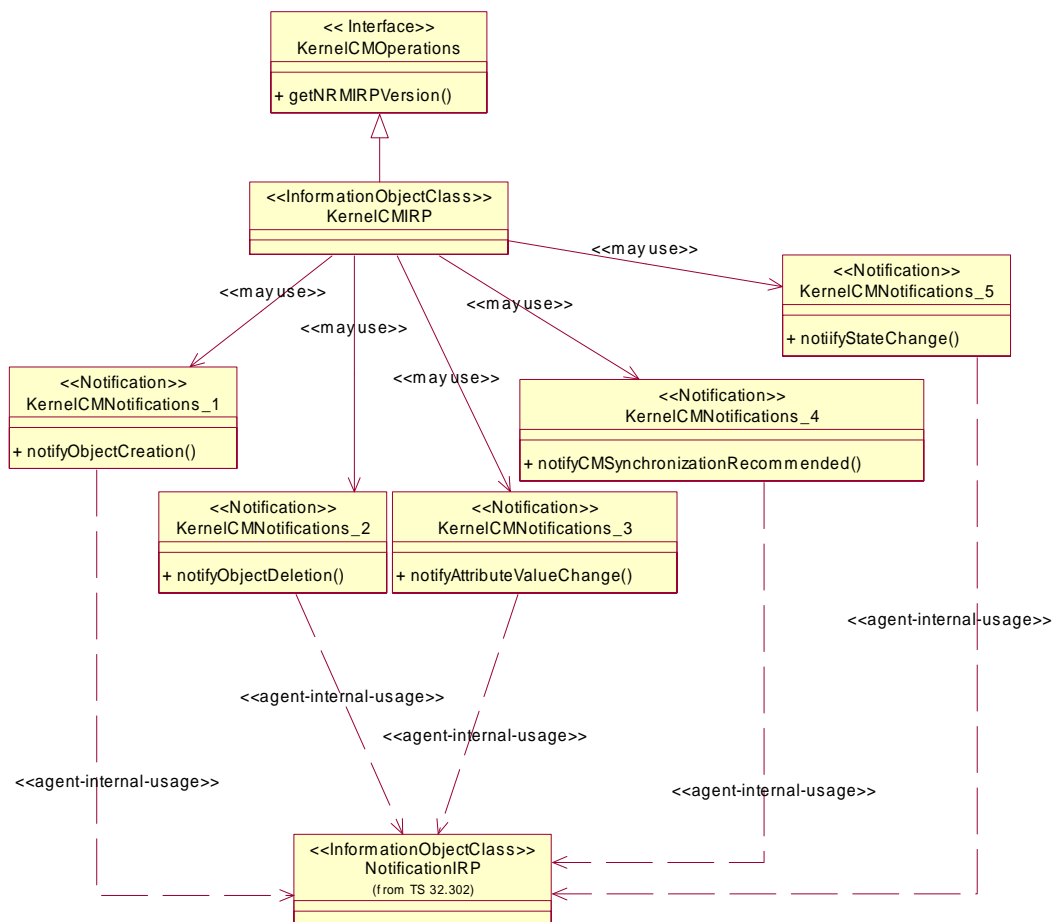 << Interface>>
KernelCMOperations
+ getNRMIRPVersion()
<<InformationObjectClass>>
KernelCMIRP
<<may use>>
<<may use>>
<<may use>>
<<may use>>
<<may use>>
<<Notification>>
KernelCMNotifications_5
+ notiifyStateChange()
<<Notification>>
KernelCMNotifications_1
+ notifyObjectCreation()
<<Notification>>
KernelCMNotifications_4
+ notifyCMSynchronizationRecommended()
<<Notification>>
KernelCMNotifications_2
+ notifyObjectDeletion()
<<Notification>>
KernelCMNotifications_3
+ notifyAttributeValueChange()
<<agent-internal-usage>>
<<agent-internal-usage>>
<<agent-internal-usage>>
<<agent-internal-usage>>
<<agent-internal-usage>>
<<InformationObjectClass>>
NotificationIRP
(from TS 32.302)